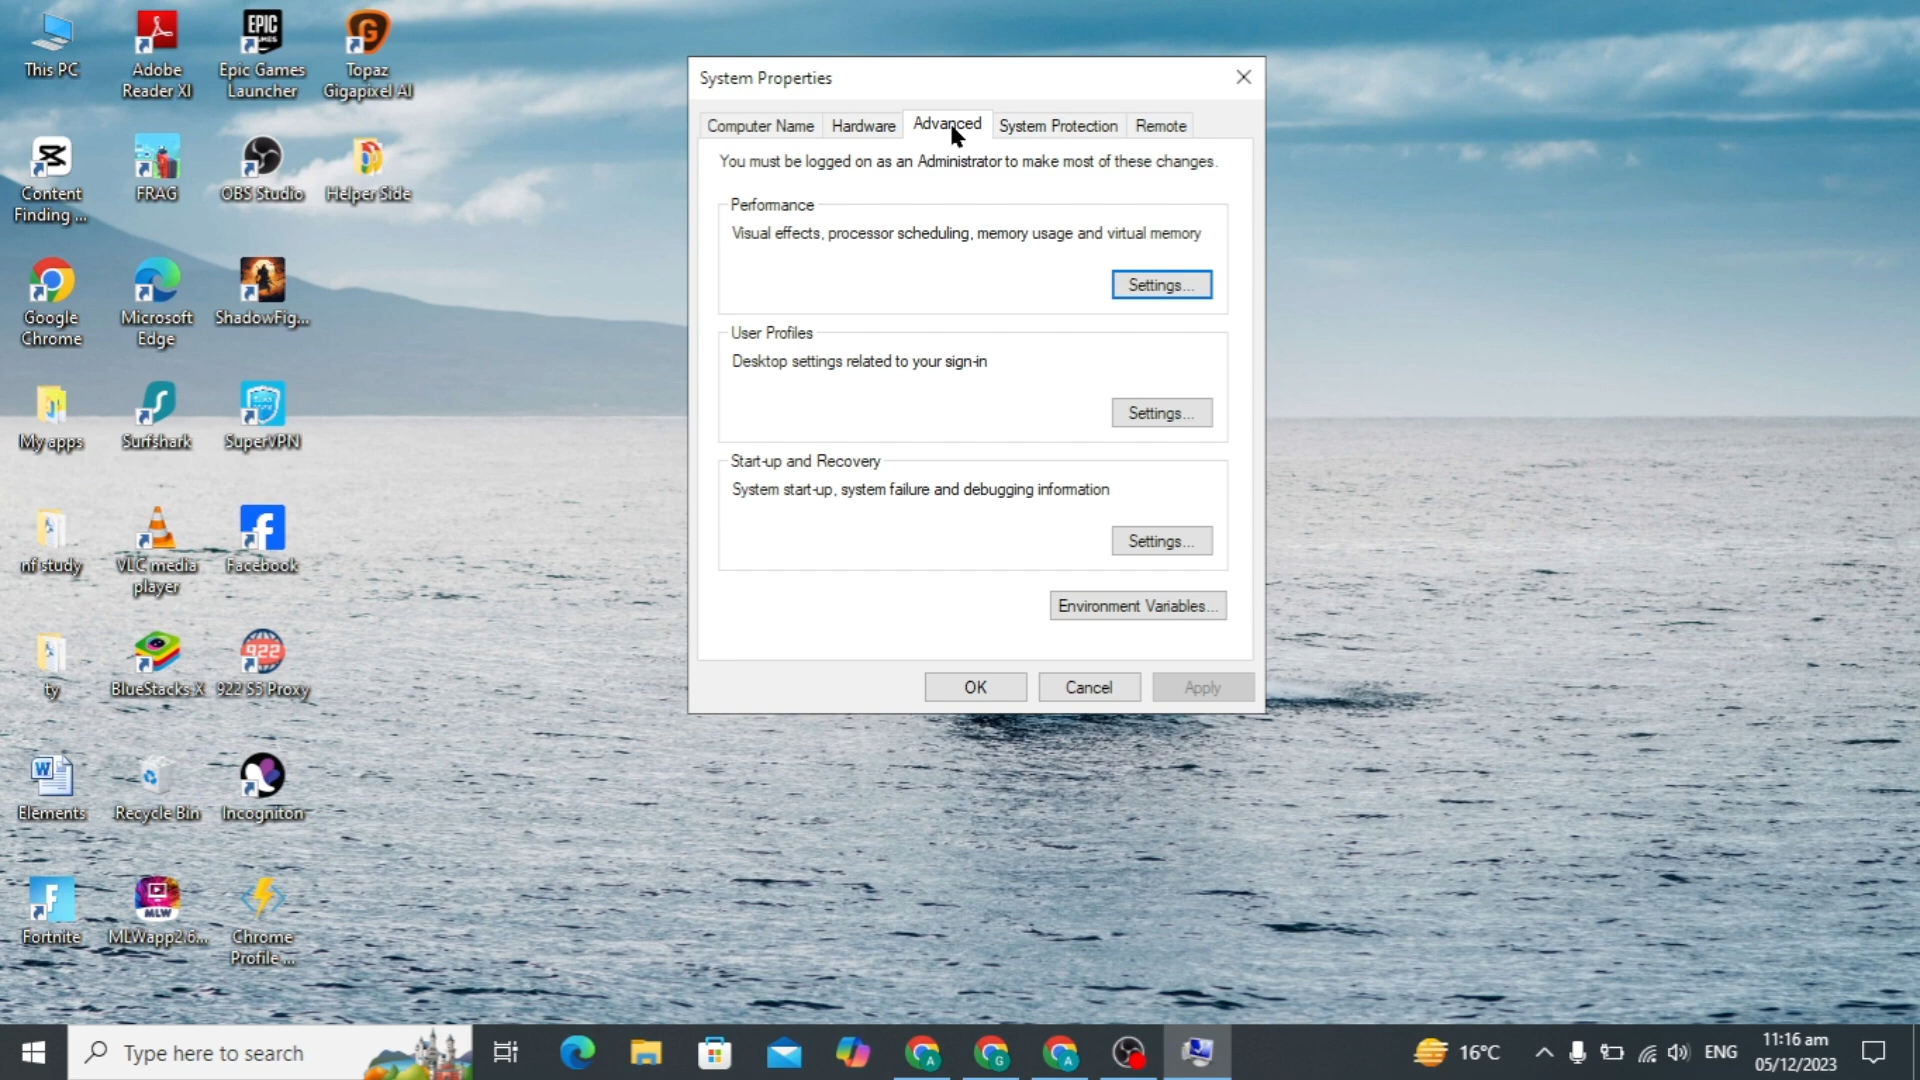 This PC
Adobe
Reader XI
Epic Games
Launcher
Topaz
Gigapixel AI
Content
Finding ...
FRAG
OBS Studio
Helper Side
Google
Chrome
Microsoft
Edge
ShadowFig...
My apps
Surfshark
SuperVPN
nf study
VLC media
player
Facebook
ty
BlueStacks X
922 S5 Proxy
Elements
Recycle Bin
Incogniton
Fortnite
MLWapp2.6...
Chrome
Profile ...
System Properties
Computer Name
Hardware
Advanced
System Protection
Remote
You must be logged on as an Administrator to make most of these changes.
Performance
Visual effects, processor scheduling, memory usage and virtual memory
Settings...
User Profiles
Desktop settings related to your sign-in
Settings...
Start-up and Recovery
System start-up, system failure and debugging information
Settings...
Environment Variables...
OK
Cancel
Apply
Type here to search
16°C
ENG
11:16 am
05/12/2023